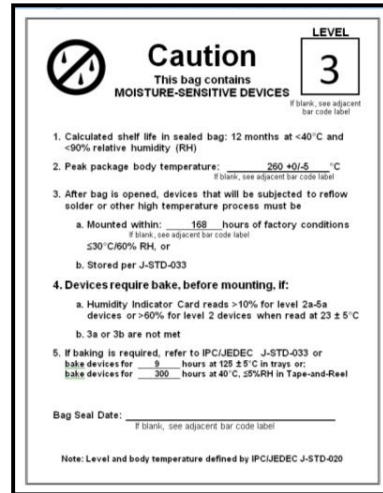 LEVEL
Caution
3
This bag contains
MOISTURE-SENSITIVE DEVICES
If blank, see adjacent
bar code label
1. Calculated shelf life in sealed bag: 12 months at <40°C and
<90% relative humidity (RH)
2. Peak package body temperature: 260 +0/-5 °C
If blank, see adjacent bar code label
3. After bag is opened, devices that will be subjected to reflow
solder or other high temperature process must be
a. Mounted within: 168 hours of factory conditions
If blank, see adjacent bar code label
≤30°C/60% RH, or
b. Stored per J-STD-033
4. Devices require bake, before mounting, if:
a. Humidity Indicator Card reads >10% for level 2a-5a
devices or >60% for level 2 devices when read at 23 ± 5°C
b. 3a or 3b are not met
5. If baking is required, refer to IPC/JEDEC J-STD-033 or
bake devices for 9 hours at 125 ±5°C in trays or;
bake devices for 300 hours at 40°C, ≤5%RH in Tape-and-Reel
Bag Seal Date:
If blank, see adjacent bar code label
Note: Level and body temperature defined by IPC/JEDEC J-STD-020